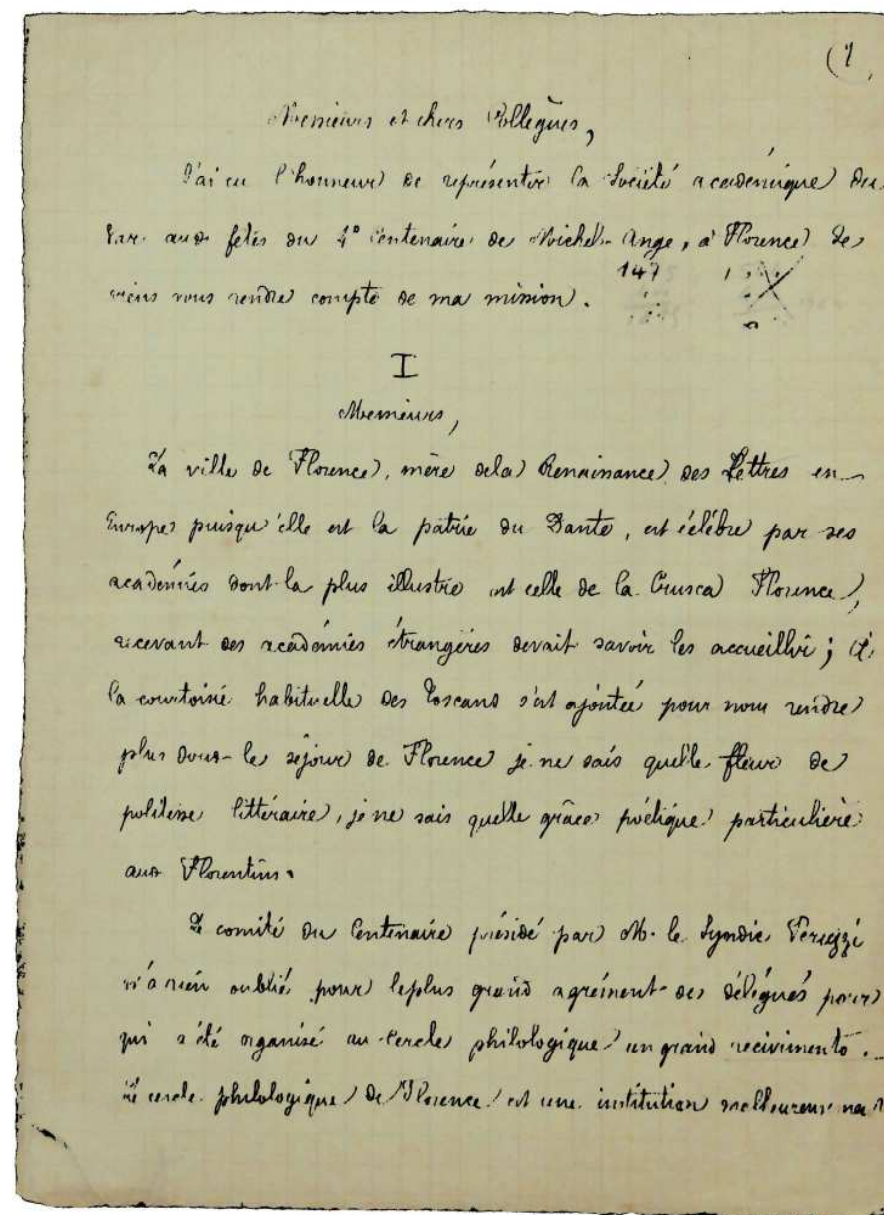 (1
Messieurs et chers Collègues,
J'ai eu l'honneur de représenter la Société académique du
Var aux fêtes du 4° Centenaire de Michel-Ange, à Florence Je
viens vous rendre compte de ma mission.
147
I
Messieurs,
La ville de Florence, mère de la Renaissance des Lettres en
Europe puisqu'elle est la patrie du Dante, est célèbre par ses
académies dont la plus illustre est celle de la Crusca Florence,
recevant des académies étrangères devait savoir les accueillir ; à
la courtoisie habituelle des Toscans s'est ajoutée pour nous rendre
plus doux le séjour de Florence je ne sais quelle fleur de
politesse littéraire, je ne sais quelle grâce poétique particulière
aux Florentins.
Le comité du Centenaire présidé par M. le Syndic Peruzzi
n'a rien oublié pour le plus grand agrément des délégués pour
qui a été organisé au Cercle philologique un grand recivimento.
Le cercle philologique de Florence est une institution